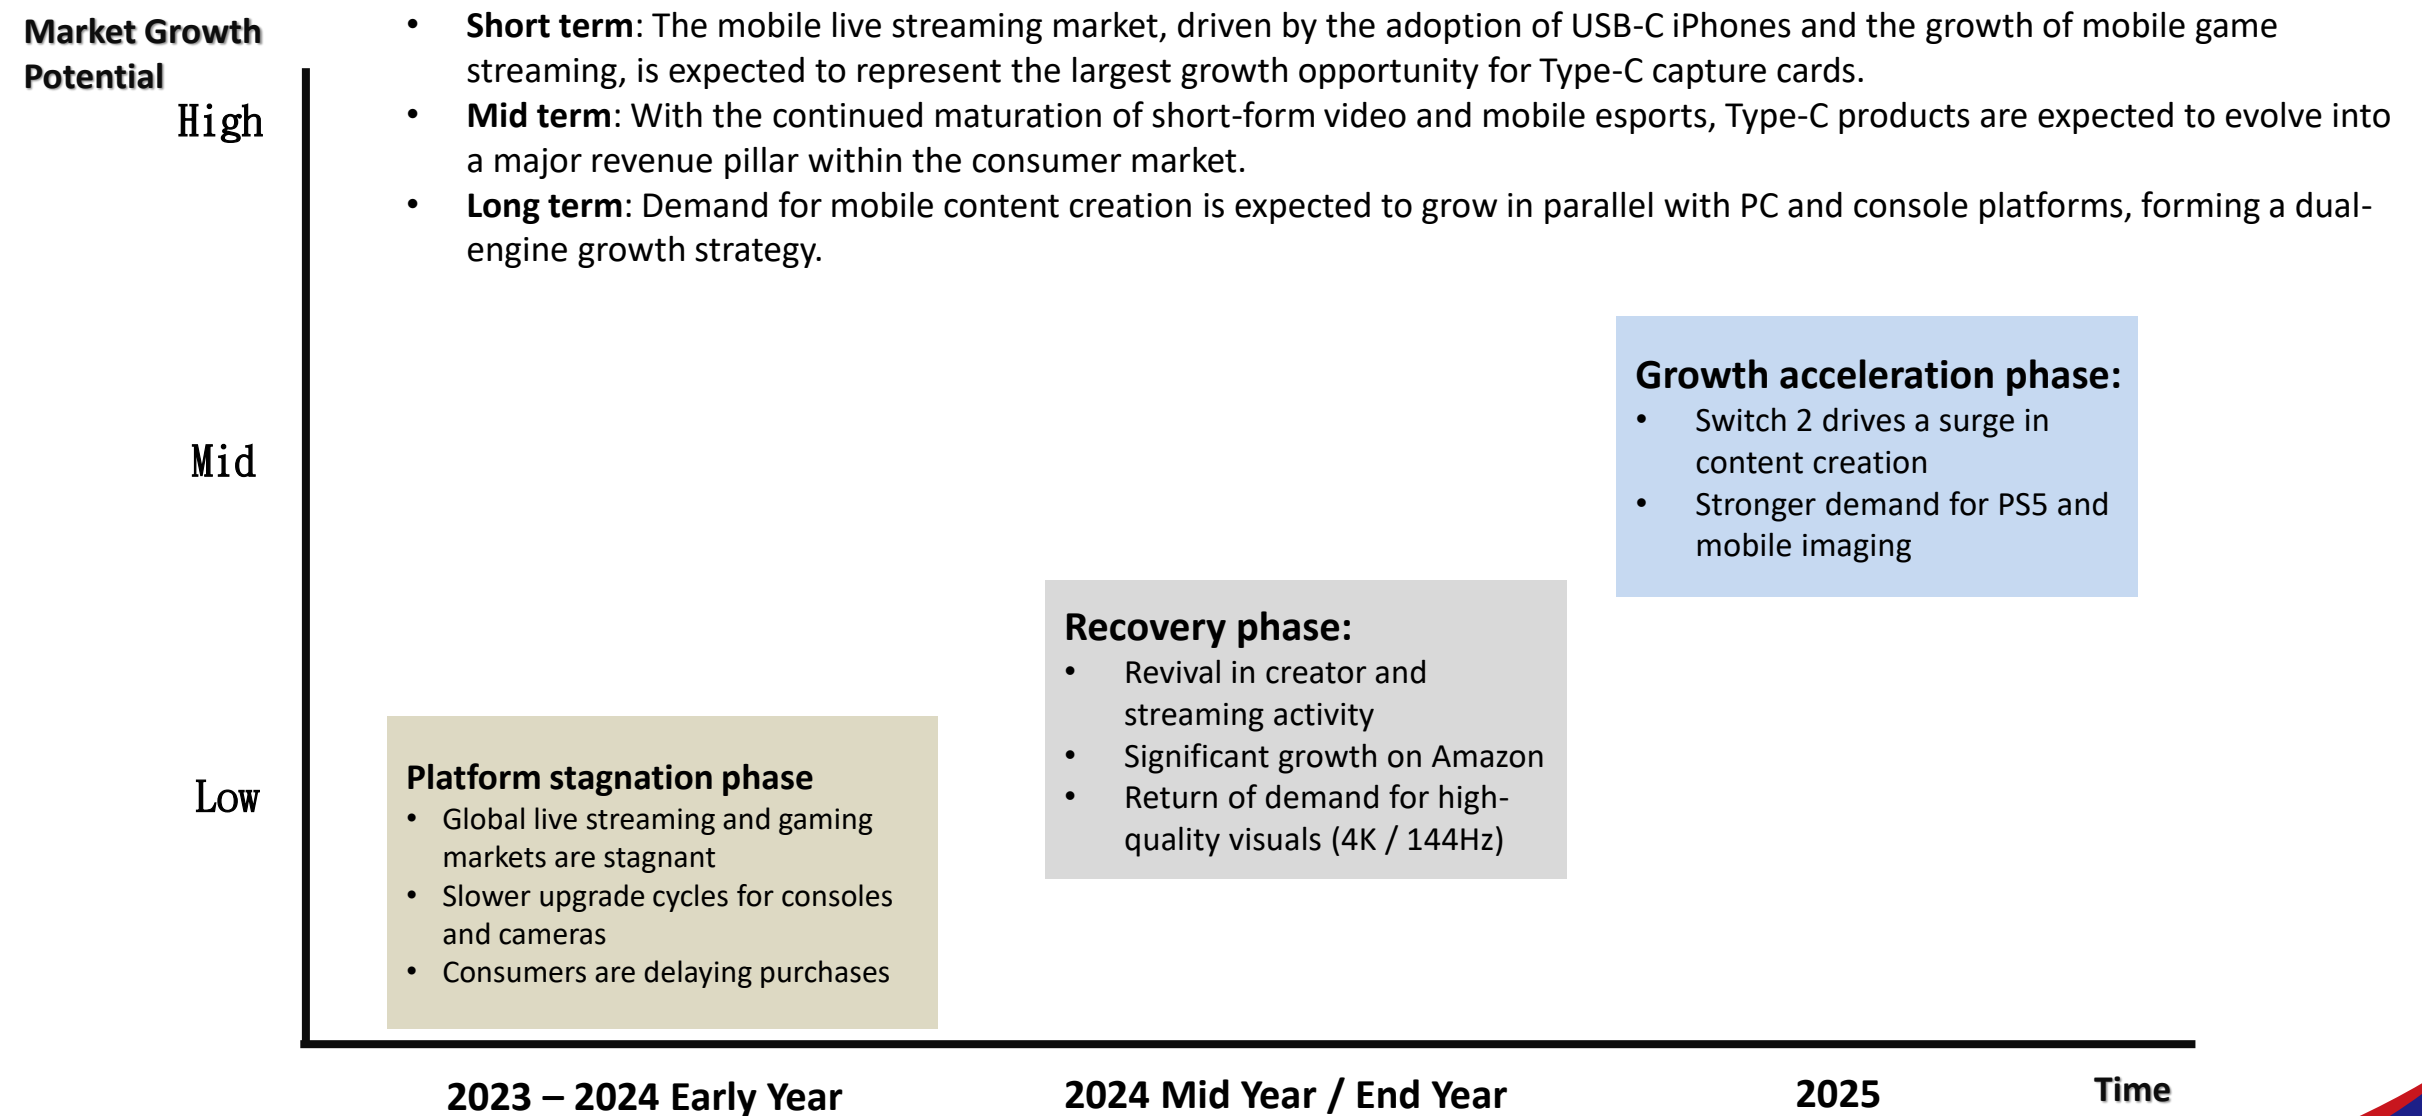 Market Growth
Potential
• Short term: The mobile live streaming market, driven by the adoption of USB-C iPhones and the growth of mobile game
streaming, is expected to represent the largest growth opportunity for Type-C capture cards.
• Mid term: With the continued maturation of short-form video and mobile esports, Type-C products are expected to evolve into
a major revenue pillar within the consumer market.
• Long term: Demand for mobile content creation is expected to grow in parallel with PC and console platforms, forming a dual-
engine growth strategy.
High
Mid
Low
Growth acceleration phase:
• Switch 2 drives a surge in
content creation
• Stronger demand for PS5 and
mobile imaging
Recovery phase:
• Revival in creator and
streaming activity
• Significant growth on Amazon
• Return of demand for high-
quality visuals (4K / 144Hz)
Platform stagnation phase
• Global live streaming and gaming
markets are stagnant
• Slower upgrade cycles for consoles
and cameras
• Consumers are delaying purchases
2023 – 2024 Early Year
2024 Mid Year / End Year
2025
Time